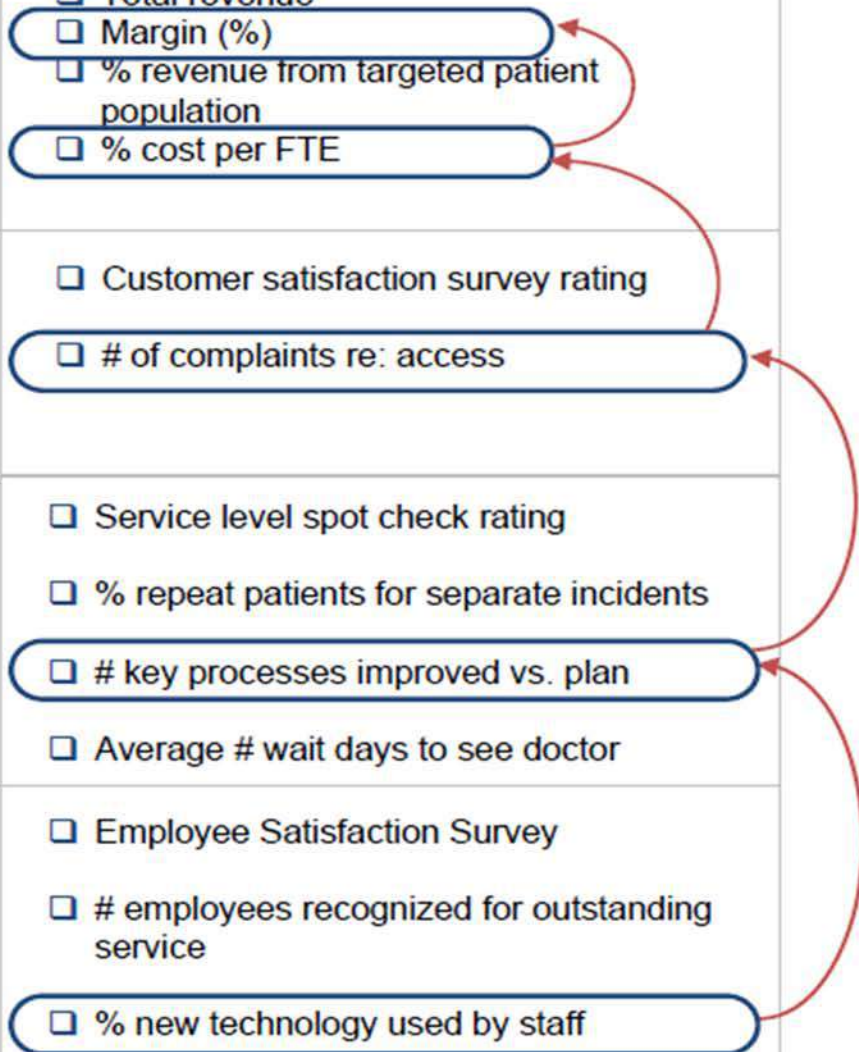 Total revenue
❑ Margin (%)
❑ % revenue from targeted patient
population
❑ % cost per FTE
❑ Customer satisfaction survey rating
❑ # of complaints re: access
❑ Service level spot check rating
❑ % repeat patients for separate incidents
❑ # key processes improved vs. plan
❑ Average # wait days to see doctor
❑ Employee Satisfaction Survey
❑ # employees recognized for outstanding
service
❑ % new technology used by staff